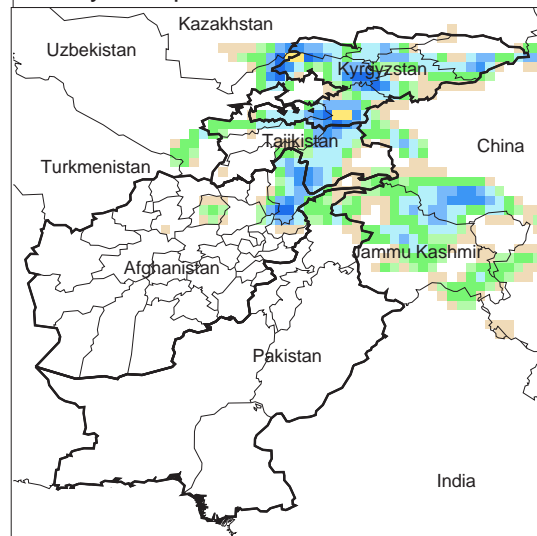 Kazakhstan
Uzbekistan
Kyrgyzstan
Tajikistan
China
Turkmenistan
Jammu Kashmir
Afghanistan
Pakistan
India